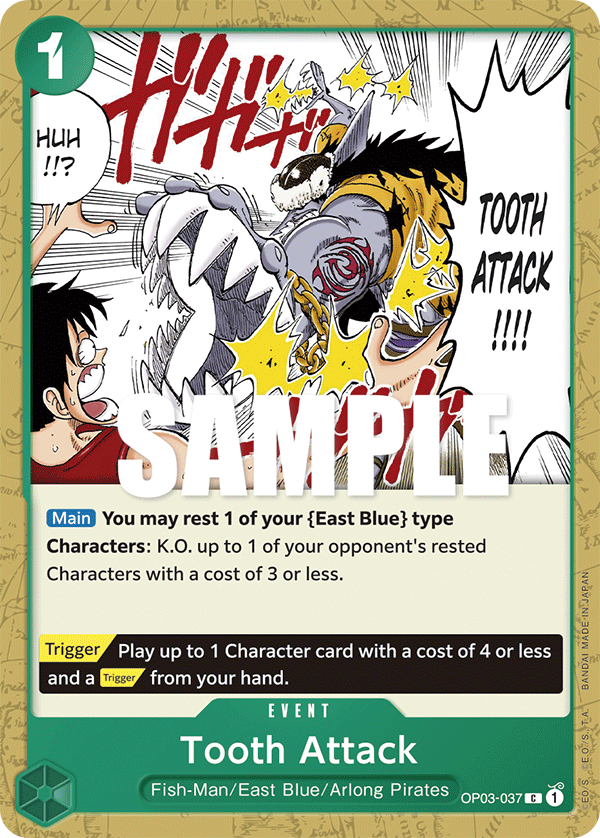 1
HUH
!!?
ガガガ
TOOTH
ATTACK
!!!!
SAMPLE
Main You may rest 1 of your {East Blue} type
Characters: K.O. up to 1 of your opponent's rested
Characters with a cost of 3 or less.
Trigger Play up to 1 Character card with a cost of 4 or less
and a Trigger from your hand.
EVENT
Tooth Attack
Fish-Man/East Blue/Arlong Pirates
OP03-037 C 1
©E.O./S., ©E.O./S.,T.A. BANDAI MADE IN JAPAN